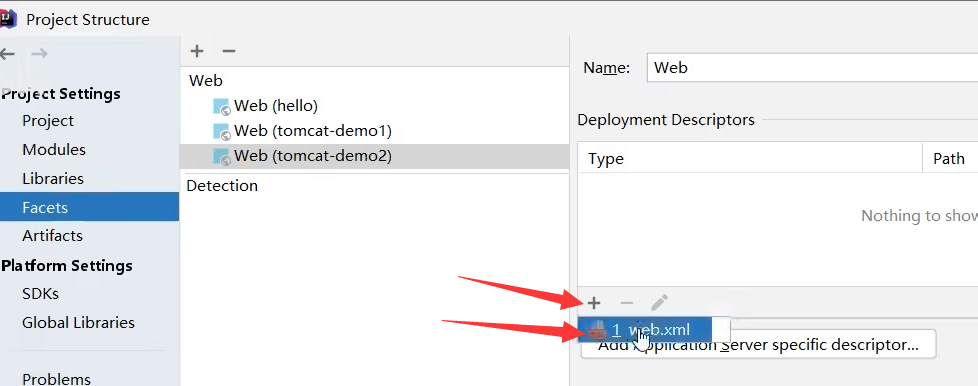 Project Structure
Project Settings
Project
Modules
Libraries
Facets
Artifacts
Platform Settings
SDKs
Global Libraries
Problems
Web
Web (hello)
Web (tomcat-demo1)
Web (tomcat-demo2)
Detection
Name: Web
Deployment Descriptors
Type Path
Nothing to show
1 web.xml
Add Application Server specific descriptor...